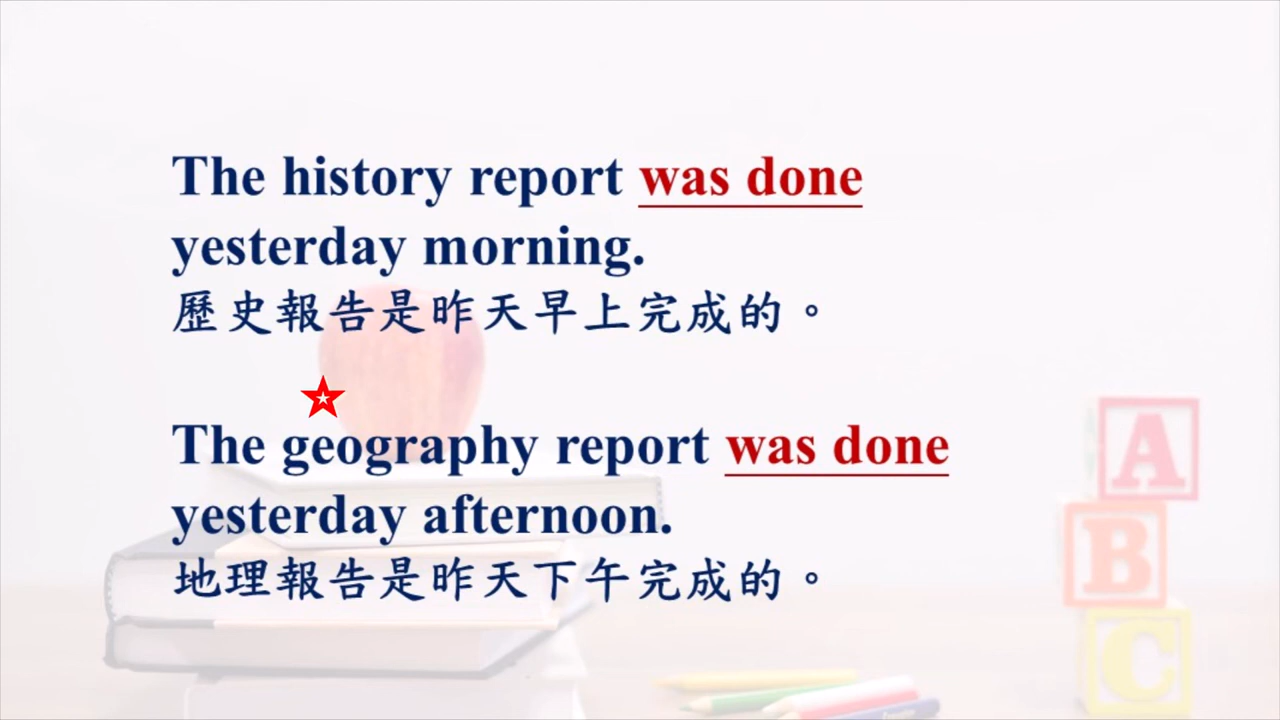 The history report was done
yesterday morning.
歷史報告是昨天早上完成的。
The geography report was done
yesterday afternoon.
地理報告是昨天下午完成的。
A
B
C